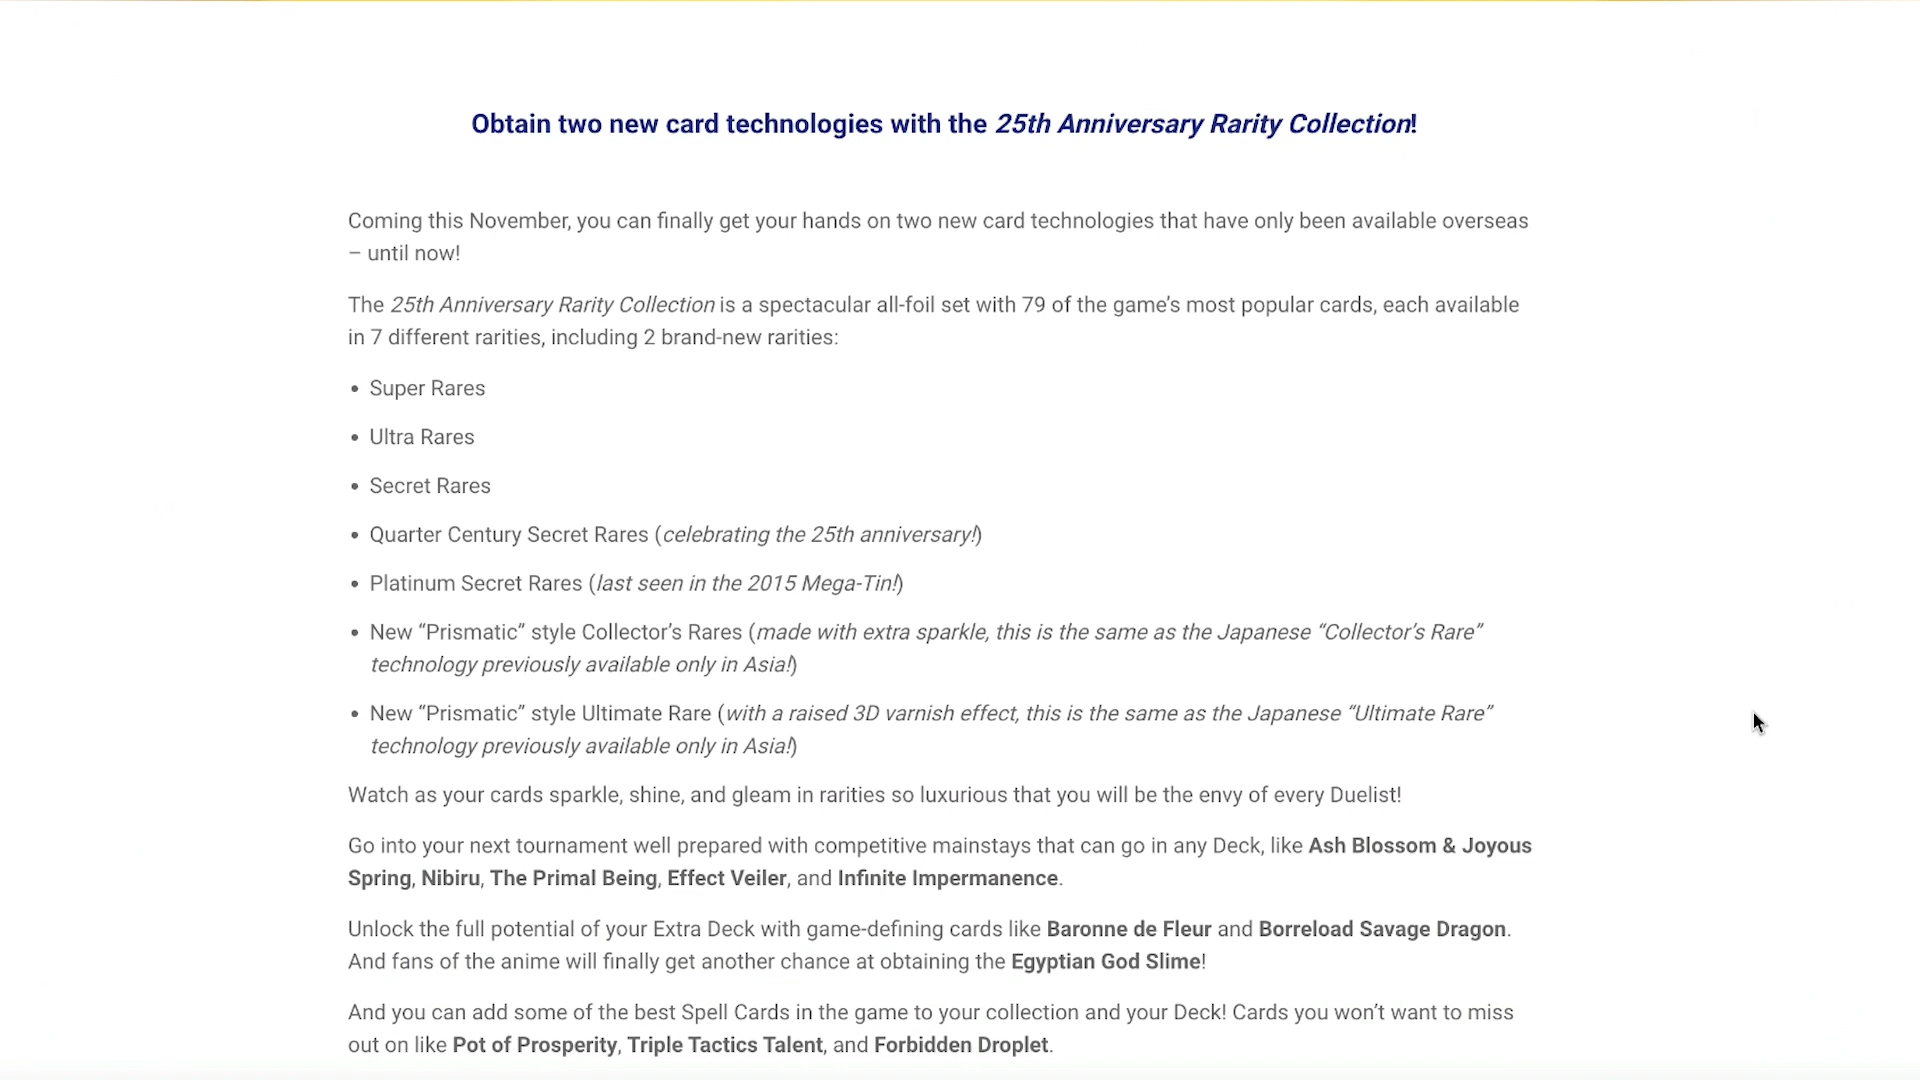 Obtain two new card technologies with the 25th Anniversary Rarity Collection!
Coming this November, you can finally get your hands on two new card technologies that have only been available overseas
– until now!
The 25th Anniversary Rarity Collection is a spectacular all-foil set with 79 of the game’s most popular cards, each available
in 7 different rarities, including 2 brand-new rarities:
• Super Rares
• Ultra Rares
• Secret Rares
• Quarter Century Secret Rares (celebrating the 25th anniversary!)
• Platinum Secret Rares (last seen in the 2015 Mega-Tin!)
• New “Prismatic” style Collector’s Rares (made with extra sparkle, this is the same as the Japanese “Collector’s Rare”
technology previously available only in Asia!)
• New “Prismatic” style Ultimate Rare (with a raised 3D varnish effect, this is the same as the Japanese “Ultimate Rare”
technology previously available only in Asia!)
Watch as your cards sparkle, shine, and gleam in rarities so luxurious that you will be the envy of every Duelist!
Go into your next tournament well prepared with competitive mainstays that can go in any Deck, like Ash Blossom & Joyous
Spring, Nibiru, The Primal Being, Effect Veiler, and Infinite Impermanence.
Unlock the full potential of your Extra Deck with game-defining cards like Baronne de Fleur and Borreload Savage Dragon.
And fans of the anime will finally get another chance at obtaining the Egyptian God Slime!
And you can add some of the best Spell Cards in the game to your collection and your Deck! Cards you won’t want to miss
out on like Pot of Prosperity, Triple Tactics Talent, and Forbidden Droplet.